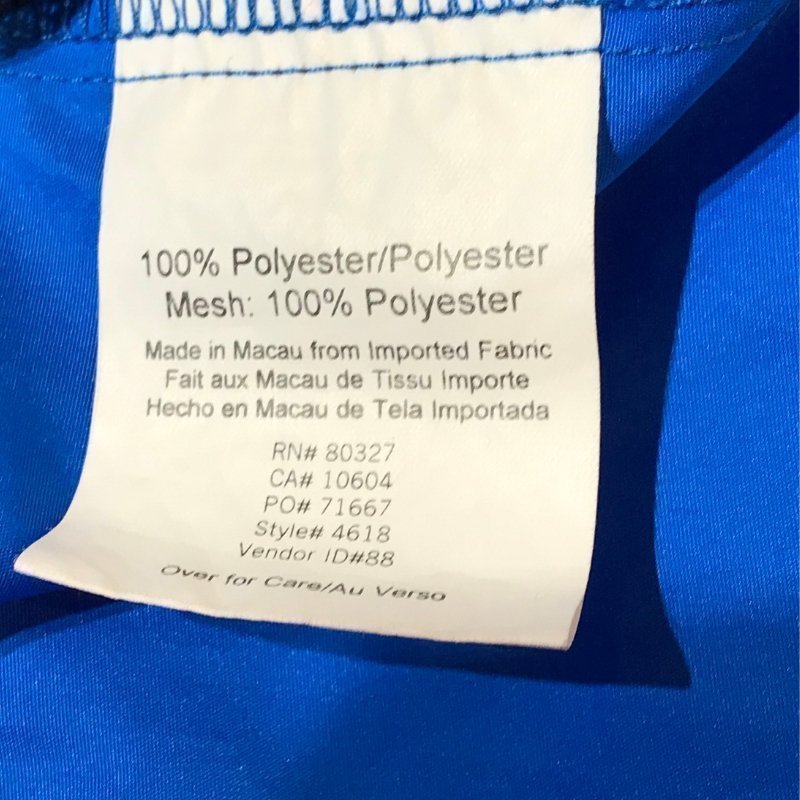 100% Polyester/Polyester
Mesh: 100% Polyester
Made in Macau from Imported Fabric
Fait aux Macau de Tissu Importe
Hecho en Macau de Tela Importada
RN# 80327
CA# 10604
PO# 71667
Style# 4618
Vendor ID#88
Over for Care/Au Verso